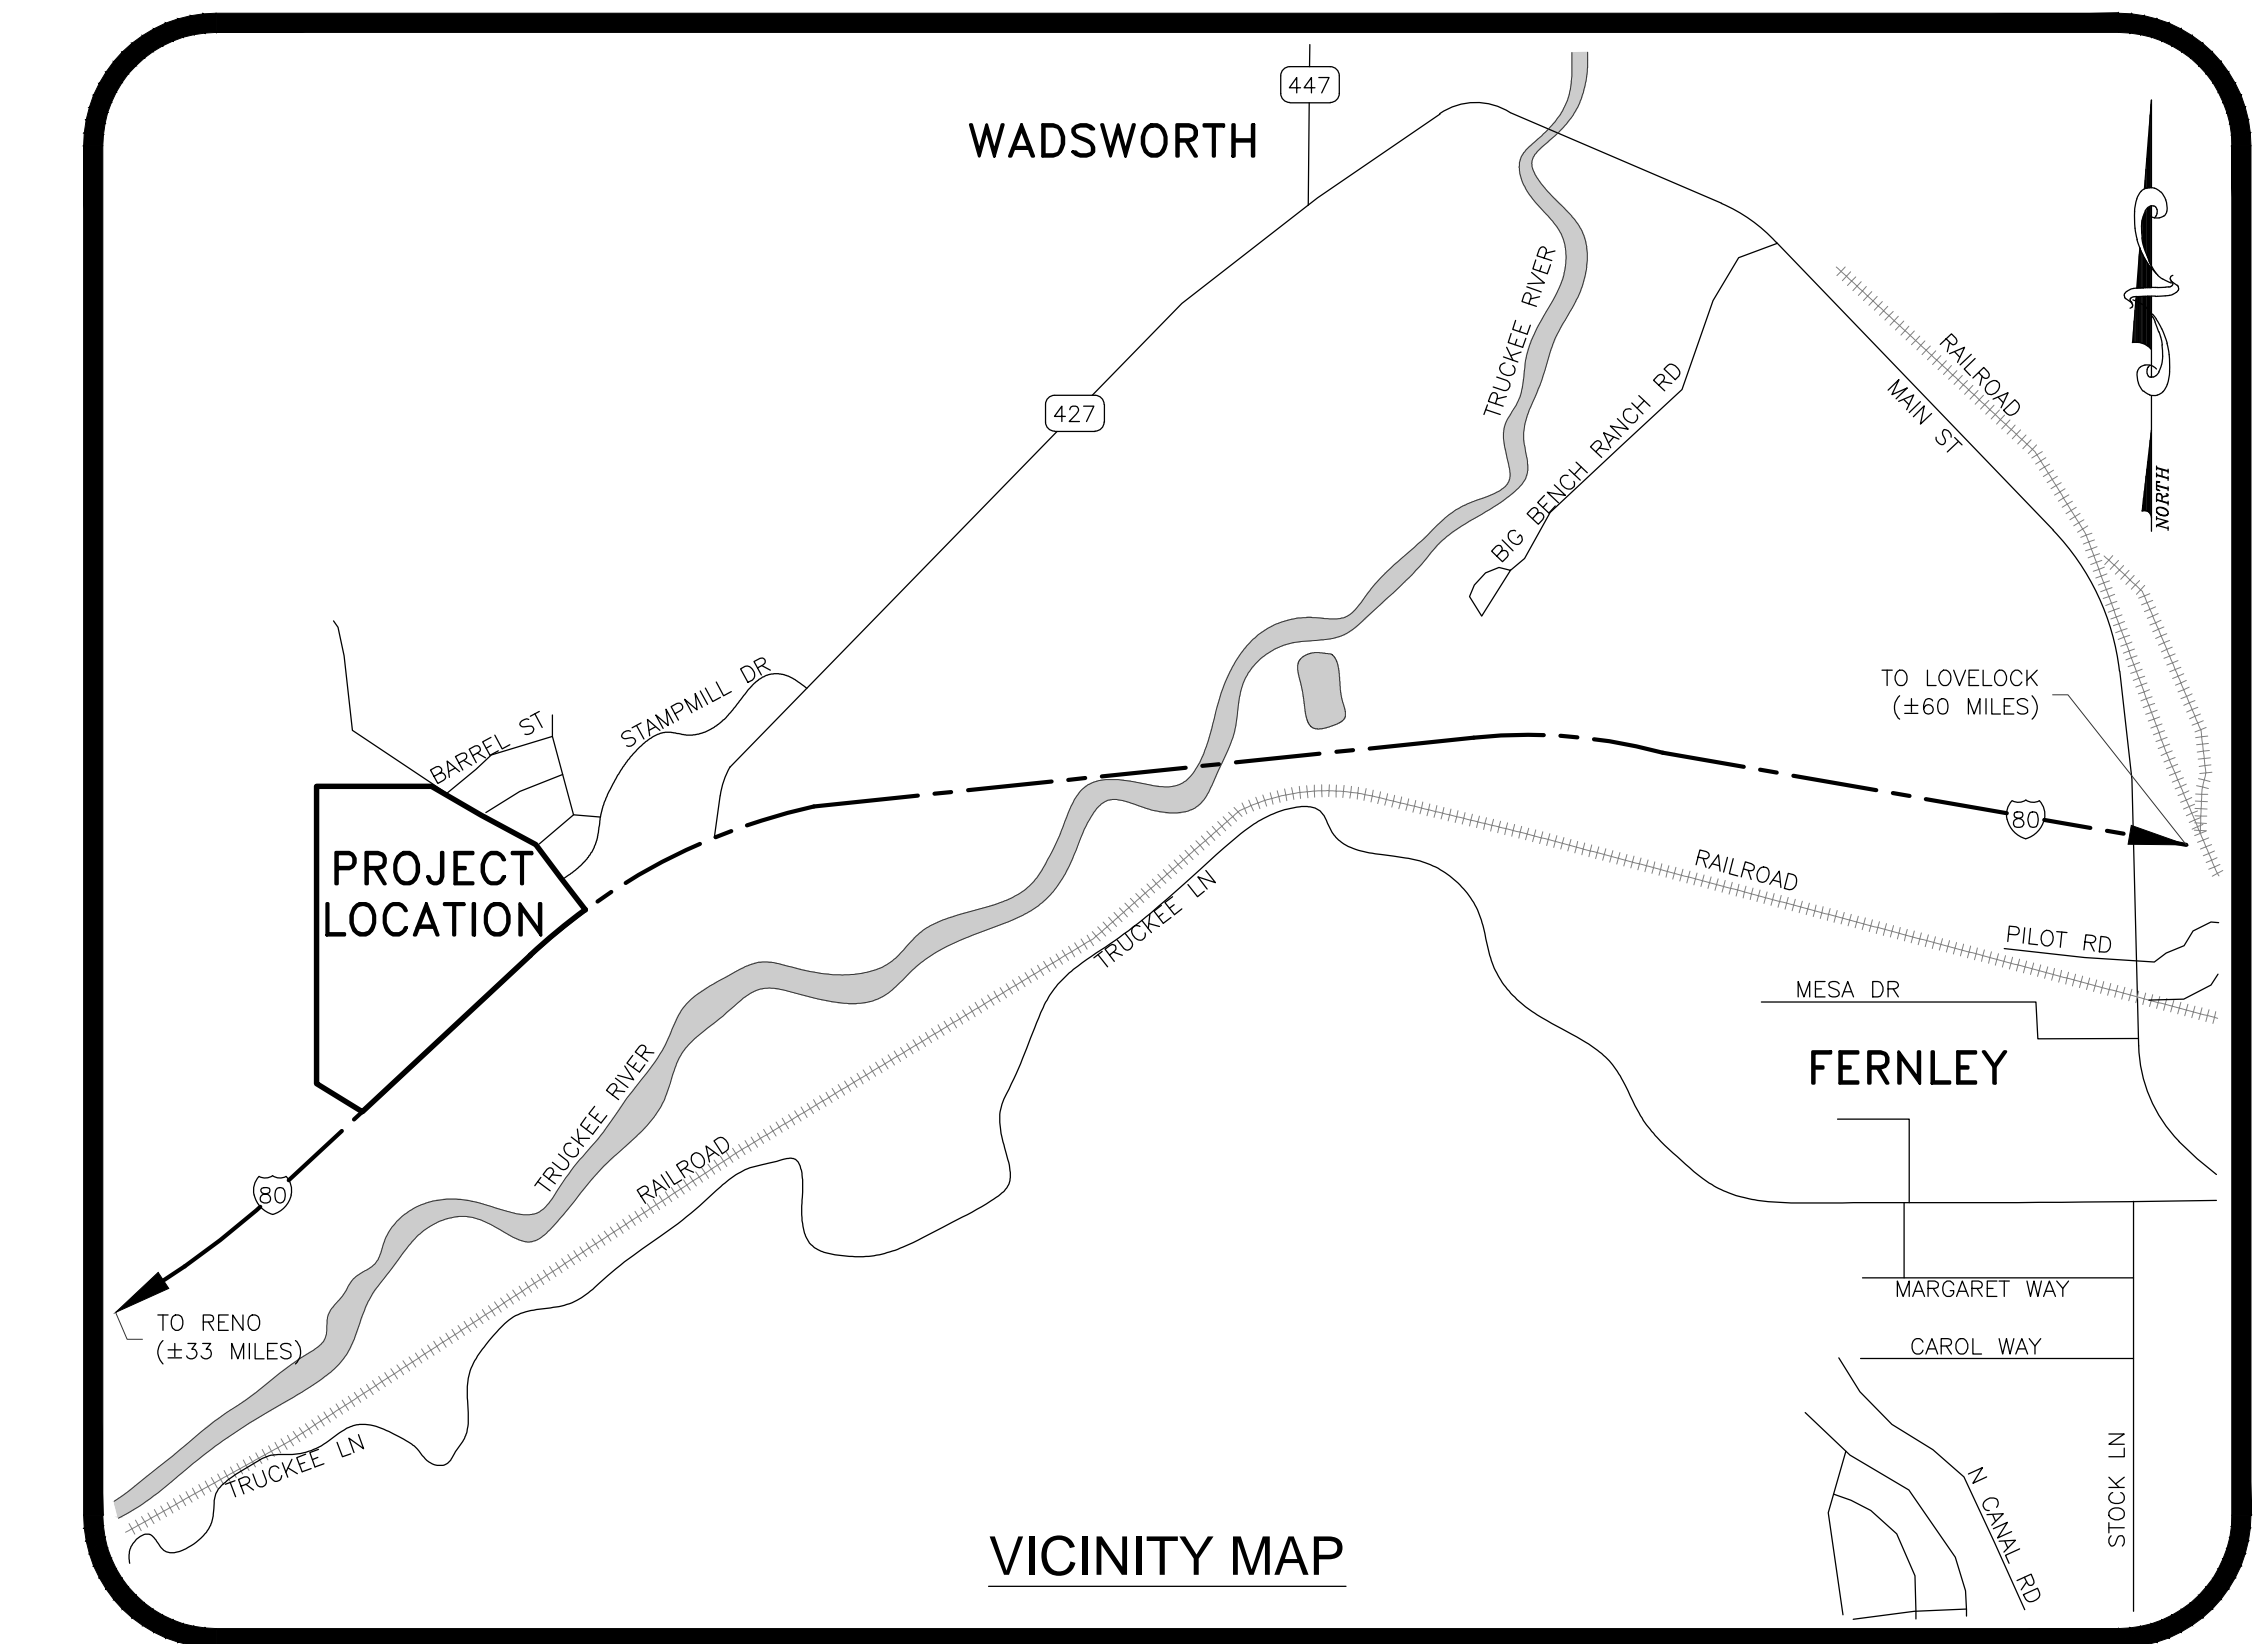 447
WADSWORTH
427
TRUCKEE RIVER
BIG BENCH RANCH RD
RAILROAD
MAIN ST
NORTH
STAMPMILL DR
BARREL ST
TO LOVELOCK
(±60 MILES)
80
PROJECT
LOCATION
RAILROAD
TRUCKEE LN
PILOT RD
MESA DR
FERNLEY
TRUCKEE RIVER
RAILROAD
80
TO RENO
(±33 MILES)
MARGARET WAY
CAROL WAY
TRUCKEE LN
N CANAL RD
STOCK LN
VICINITY MAP